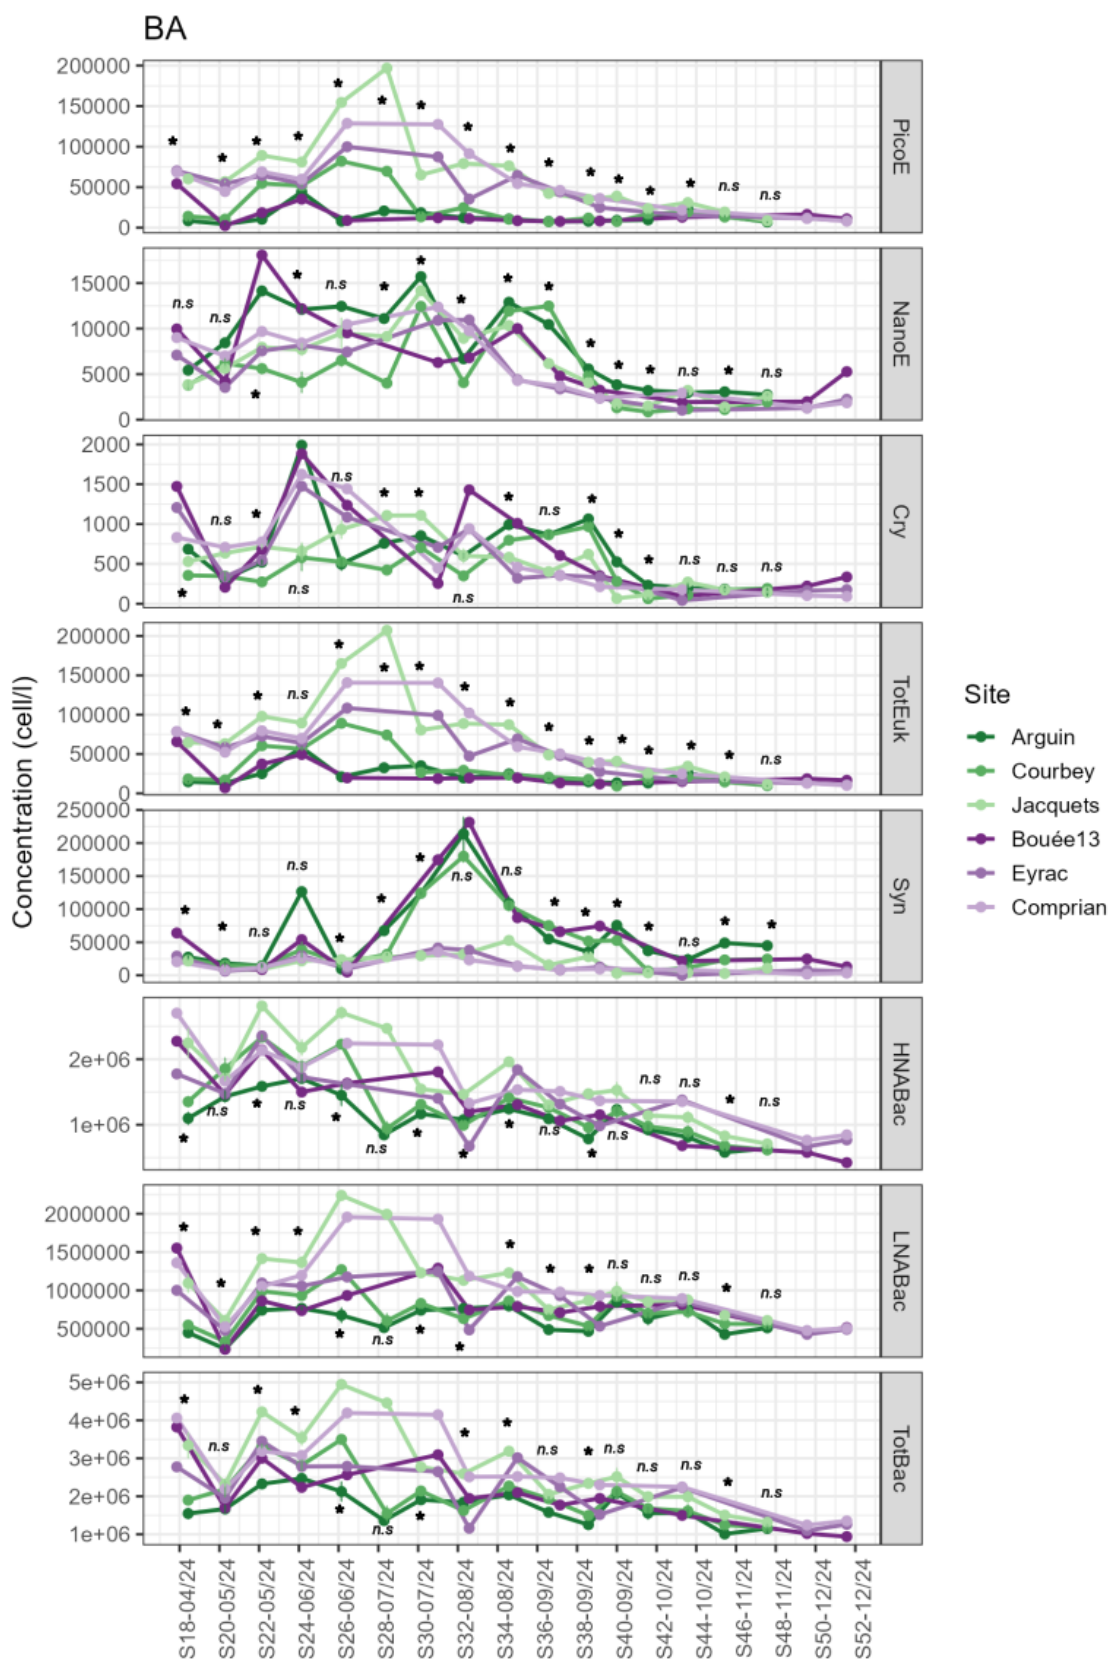 BA
200000
150000
100000
50000
0
* * * * * * * * * * * * * * n.s n.s
PicoE
15000
10000
5000
0
n.s n.s * * n.s * * * * * * * * n.s * n.s
NanoE
2000
1500
1000
500
0
* n.s * n.s n.s * * n.s * n.s * * * n.s n.s n.s
Cry
200000
150000
100000
50000
0
* * * n.s * * * * * * * * * * * n.s
TotEuk
250000
200000
150000
100000
50000
0
* * n.s n.s * * * n.s n.s * * * * n.s * *
Syn
2e+06
1e+06
* n.s * n.s * n.s * * * n.s * n.s n.s n.s * n.s
HNABac
2000000
1500000
1000000
500000
* * * * * n.s * * * * * n.s n.s n.s * n.s
LNABac
5e+06
4e+06
3e+06
2e+06
1e+06
* n.s * * * n.s * * * n.s * n.s n.s n.s * n.s
TotBac
Concentration (cell/l)
S18-04/24
S20-05/24
S22-05/24
S24-06/24
S26-06/24
S28-07/24
S30-07/24
S32-08/24
S34-08/24
S36-09/24
S38-09/24
S40-09/24
S42-10/24
S44-10/24
S46-11/24
S48-11/24
S50-12/24
S52-12/24
Site
Arguin
Courbey
Jacquets
Bouée13
Eyrac
Comprian